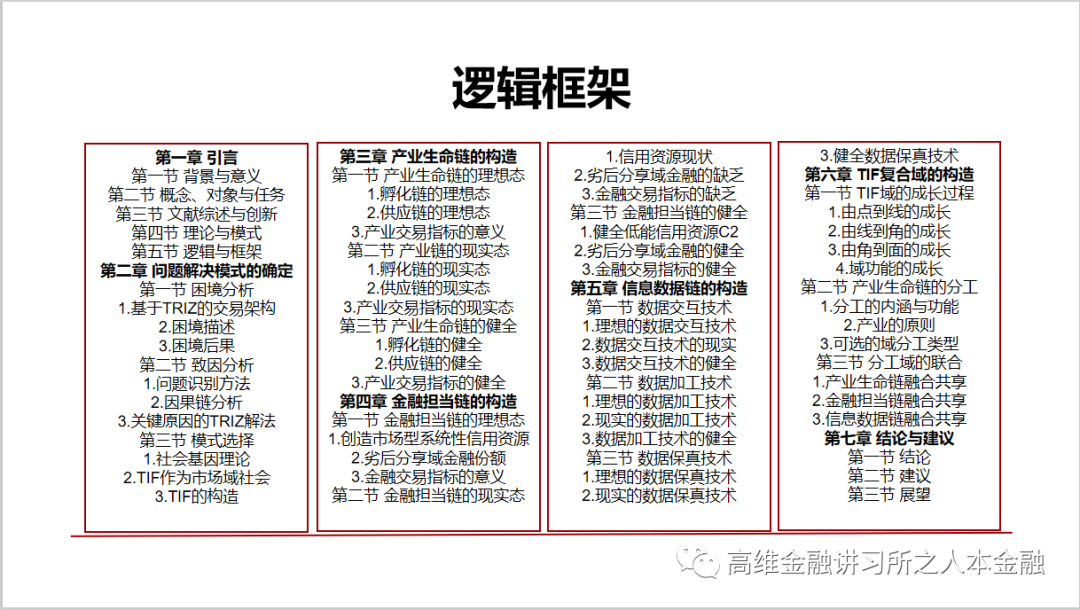 逻辑框架
第一章 引言
第一节 背景与意义
第二节 概念、对象与任务
第三节 文献综述与创新
第四节 理论与模式
第五节 逻辑与框架
第二章 问题解决模式的确定
第一节 困境分析
1.基于TRIZ的交易架构
2.困境描述
3.困境后果
第二节 致因分析
1.问题识别方法
2.因果链分析
3.关键原因的TRIZ解法
第三节 模式选择
1.社会基因理论
2.TIF作为市场域社会
3.TIF的构造
第三章 产业生命链的构造
第一节 产业生命链的理想态
1.孵化链的理想态
2.供应链的理想态
3.产业交易指标的意义
第二节 产业链的现实态
1.孵化链的现实态
2.供应链的现实态
3.产业交易指标的现实态
第三节 产业生命链的健全
1.孵化链的健全
2.供应链的健全
3.产业交易指标的健全
第四章 金融担当链的构造
第一节 金融担当链的理想态
1.创造市场型系统性信用资源
2.劣后分享域金融份额
3.金融交易指标的意义
第二节 金融担当链的现实态
1.信用资源现状
2.劣后分享域金融的缺乏
3.金融交易指标的缺乏
第三节 金融担当链的健全
1.健全低能信用资源C2
2.劣后分享域金融的健全
3.金融交易指标的健全
第五章 信息数据链的构造
第一节 数据交互技术
1.理想的数据交互技术
2.数据交互技术的现实
3.数据交互技术的健全
第二节 数据加工技术
1.理想的数据加工技术
2.现实的数据加工技术
3.数据加工技术的健全
第三节 数据保真技术
1.理想的数据保真技术
2.现实的数据保真技术
3.健全数据保真技术
第六章 TIF复合域的构造
第一节 TIF域的成长过程
1.由点到线的成长
2.由线到角的成长
3.由角到面的成长
4.域功能的成长
第二节 产业生命链的分工
1.分工的内涵与功能
2.产业的原则
3.可选的域分工类型
第三节 分工域的联合
1.产业生命链融合共享
2.金融担当链融合共享
3.信息数据链融合共享
第七章 结论与建议
第一节 结论
第二节 建议
第三节 展望
高维金融讲习所之人本金融